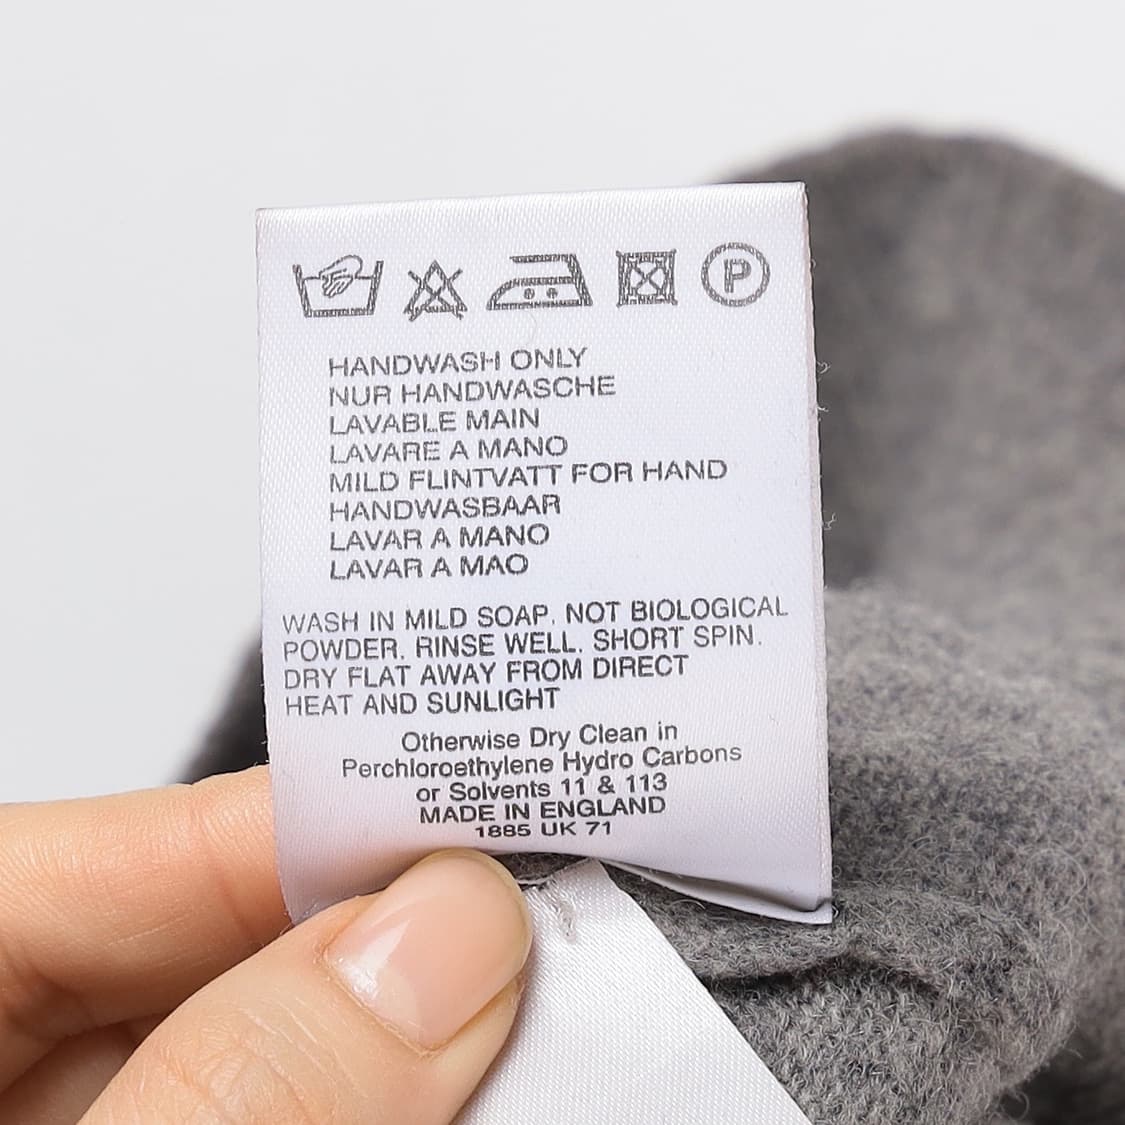 P
HANDWASH ONLY
NUR HANDWASCHE
LAVABLE MAIN
LAVARE A MANO
MILD FLINTVATT FOR HAND
HANDWASBAAR
LAVAR A MANO
LAVAR A MAO
WASH IN MILD SOAP. NOT BIOLOGICAL
POWDER. RINSE WELL. SHORT SPIN.
DRY FLAT AWAY FROM DIRECT
HEAT AND SUNLIGHT
Otherwise Dry Clean in
Perchloroethylene Hydro Carbons
or Solvents 11 & 113
MADE IN ENGLAND
1885 UK 71